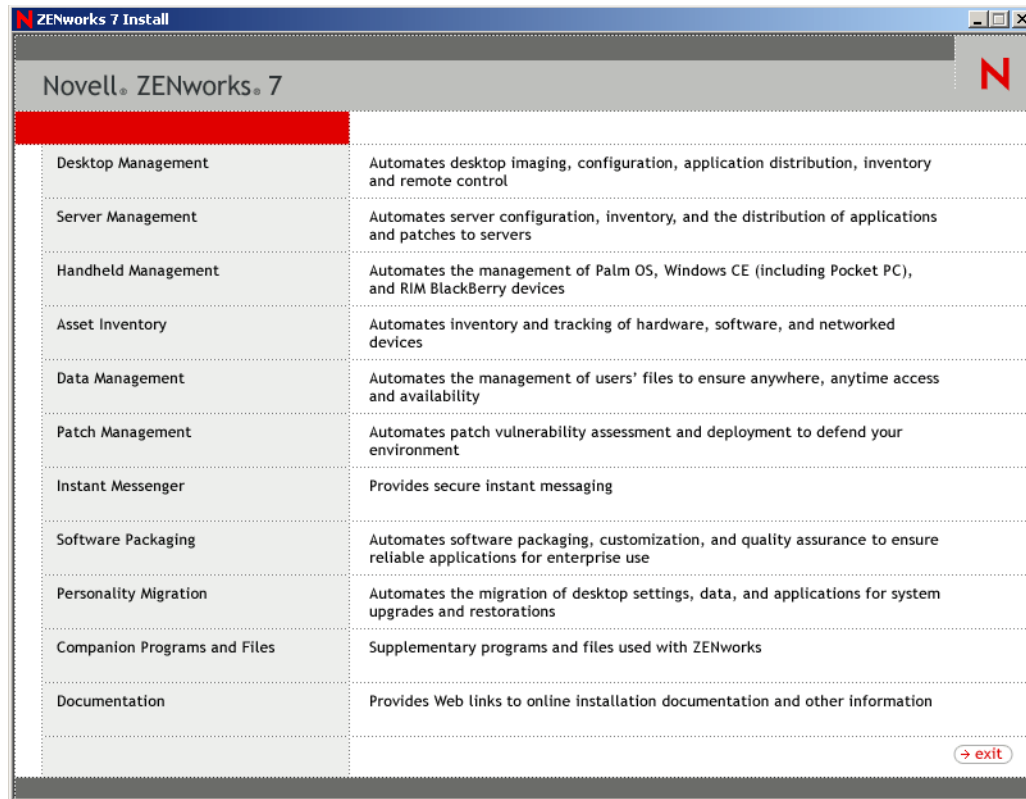 ZENworks 7 Install
Novell® ZENworks® 7
N
Desktop Management
Automates desktop imaging, configuration, application distribution, inventory
and remote control
Server Management
Automates server configuration, inventory, and the distribution of applications
and patches to servers
Handheld Management
Automates the management of Palm OS, Windows CE (including Pocket PC),
and RIM BlackBerry devices
Asset Inventory
Automates inventory and tracking of hardware, software, and networked
devices
Data Management
Automates the management of users’ files to ensure anywhere, anytime access
and availability
Patch Management
Automates patch vulnerability assessment and deployment to defend your
environment
Instant Messenger
Provides secure instant messaging
Software Packaging
Automates software packaging, customization, and quality assurance to ensure
reliable applications for enterprise use
Personality Migration
Automates the migration of desktop settings, data, and applications for system
upgrades and restorations
Companion Programs and Files
Supplementary programs and files used with ZENworks
Documentation
Provides Web links to online installation documentation and other information
exit